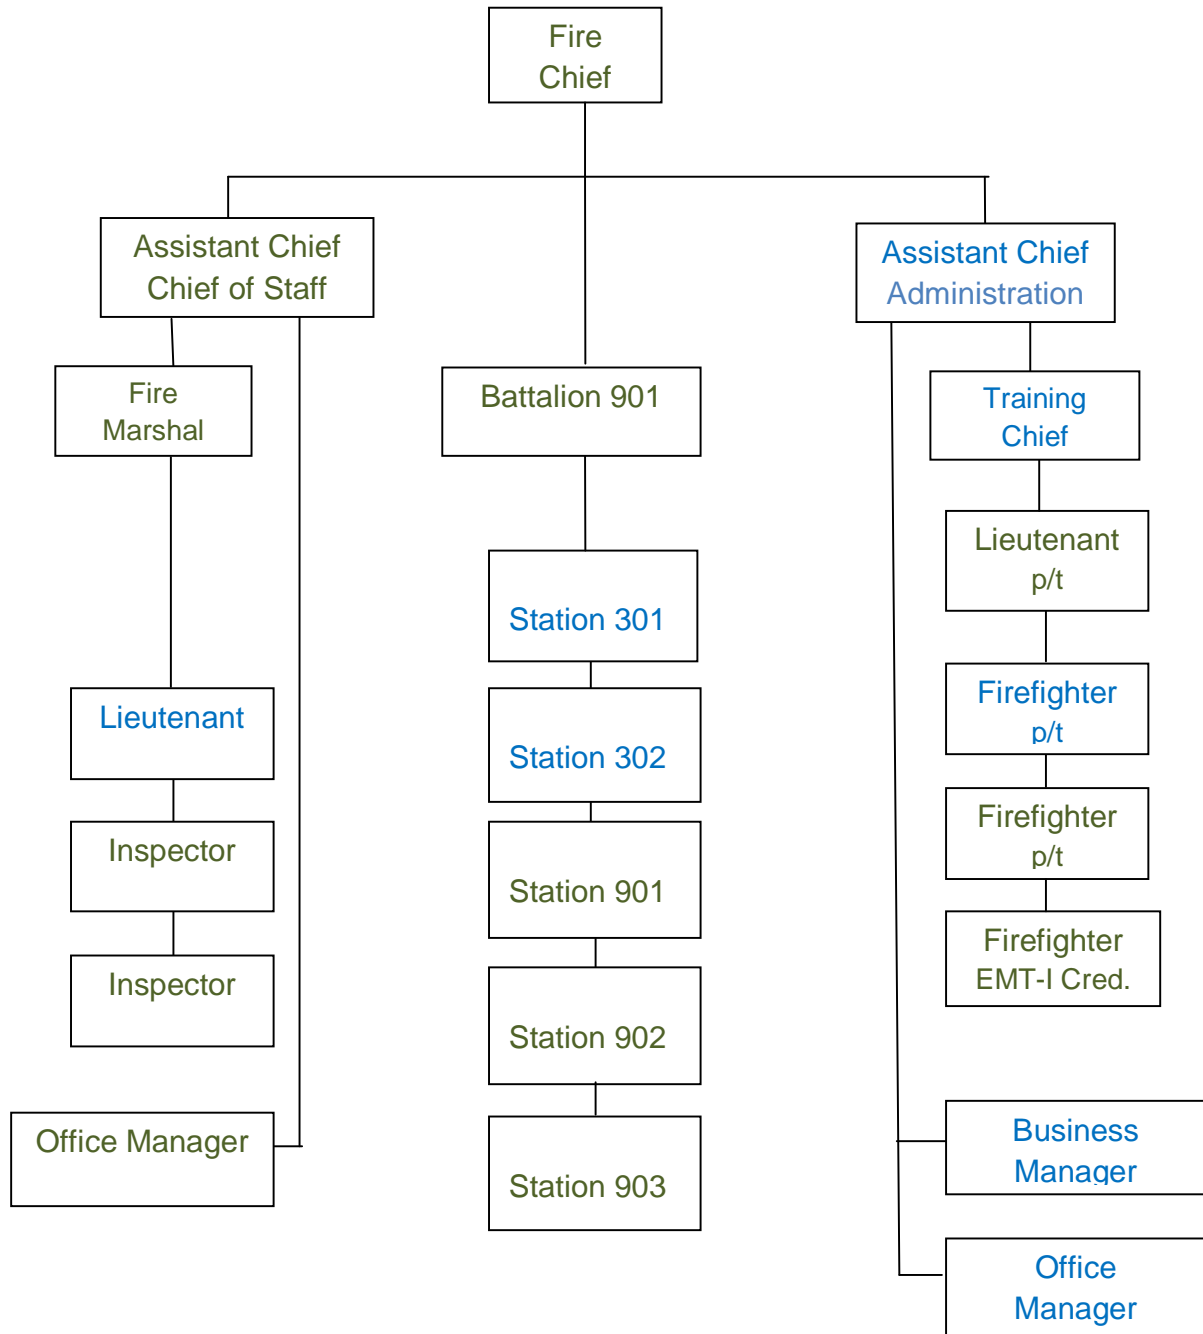 Fire
Chief
Assistant Chief
Chief of Staff
Assistant Chief
Administration
Fire
Marshal
Battalion 901
Training
Chief
Lieutenant
p/t
Station 301
Lieutenant
Firefighter
p/t
Station 302
Inspector
Firefighter
p/t
Station 901
Inspector
Firefighter
EMT-I Cred.
Station 902
Office Manager
Business
Manager
Station 903
Office
Manager